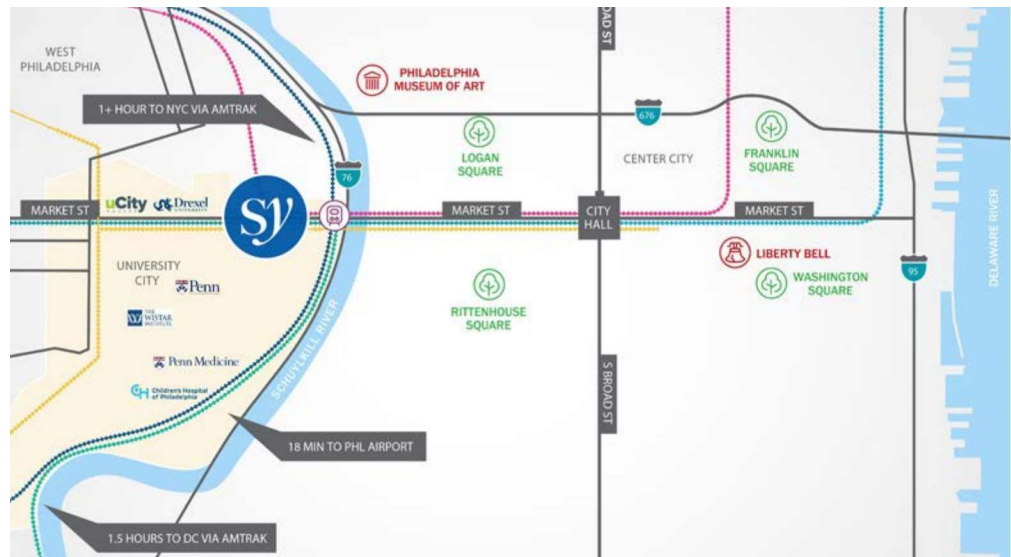 WEST
PHILADELPHIA
1+ HOUR TO NYC VIA AMTRAK
PHILADELPHIA
MUSEUM OF ART
BROAD ST
676
LOGAN
SQUARE
CENTER CITY
FRANKLIN
SQUARE
76
MARKET ST
uCity
Drexel
UNIVERSITY
sy
MARKET ST
CITY
HALL
MARKET ST
UNIVERSITY
CITY
Penn
THE
WISTAR
INSTITUTE
Penn Medicine
Children's Hospital
of Philadelphia
SCHUYLKILL RIVER
RITTENHOUSE
SQUARE
LIBERTY BELL
WASHINGTON
SQUARE
95
DELAWARE RIVER
S BROAD ST
18 MIN TO PHL AIRPORT
1.5 HOURS TO DC VIA AMTRAK